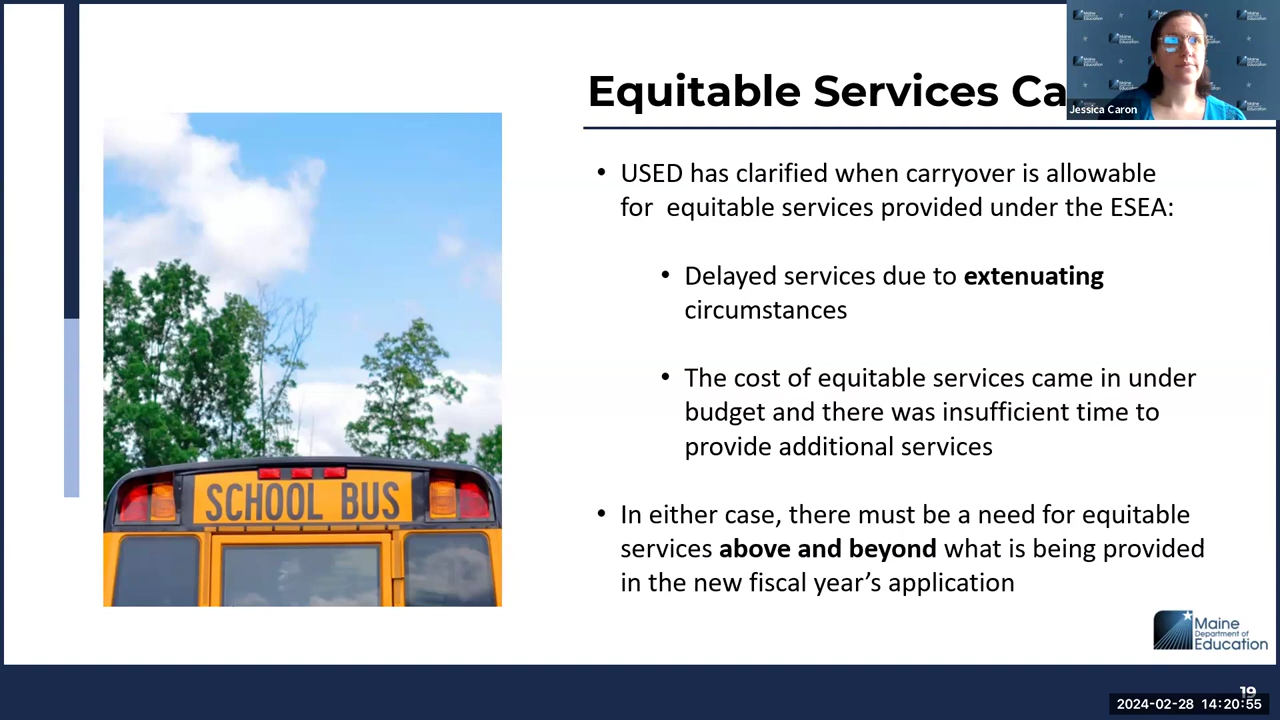 Equitable Services Ca
Jessica Caron
• USED has clarified when carryover is allowable
for equitable services provided under the ESEA:
• Delayed services due to extenuating
circumstances
• The cost of equitable services came in under
budget and there was insufficient time to
provide additional services
• In either case, there must be a need for equitable
services above and beyond what is being provided
in the new fiscal year’s application
SCHOOL BUS
Maine
Department of
Education
19
2024-02-28 14:20:55